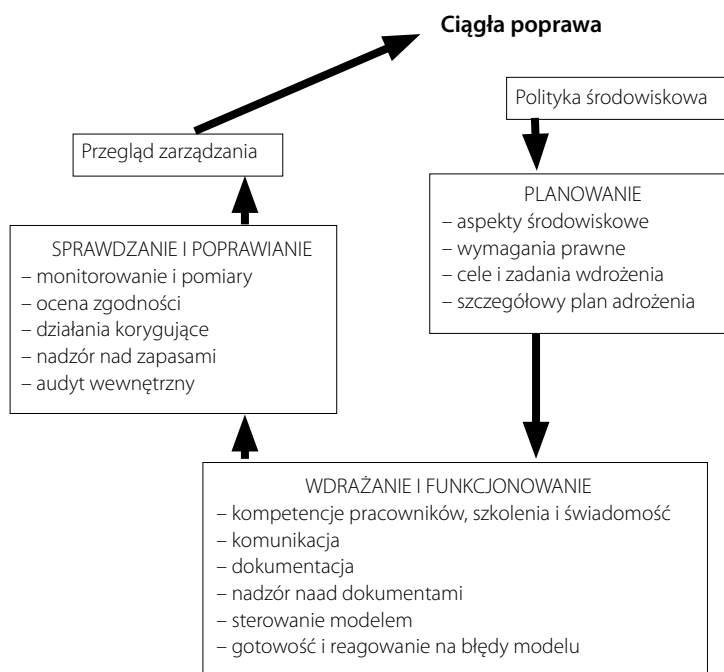 Ciągła poprawa
Polityka środowiskowa
Przegląd zarządzania
PLANOWANIE
– aspekty środowiskowe
– wymagania prawne
– cele i zadania wdrożenia
– szczegółowy plan adrożenia
SPRAWDZANIE I POPRAWIANIE
– monitorowanie i pomiary
– ocena zgodności
– działania korygujące
– nadzór nad zapasami
– audyt wewnętrzny
WDRAŻANIE I FUNKCJONOWANIE
– kompetencje pracowników, szkolenia i świadomość
– komunikacja
– dokumentacja
– nadzór naad dokumentami
– sterowanie modelem
– gotowość i reagowanie na błędy modelu